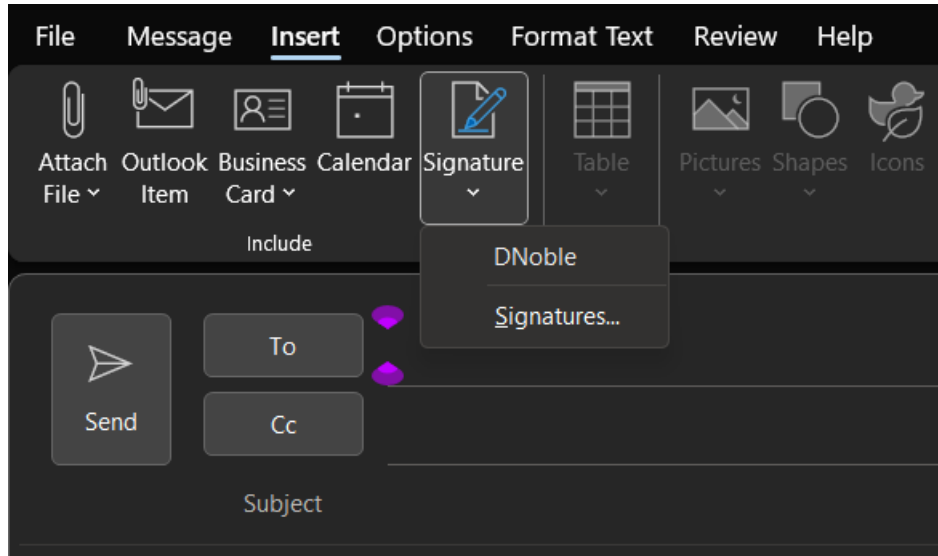 File Message Insert Options Format Text Review Help
Attach File Outlook Item Business Card Calendar Signature Table Pictures Shapes Icons
Include
DNoble
Signatures...
To
Send
Cc
Subject